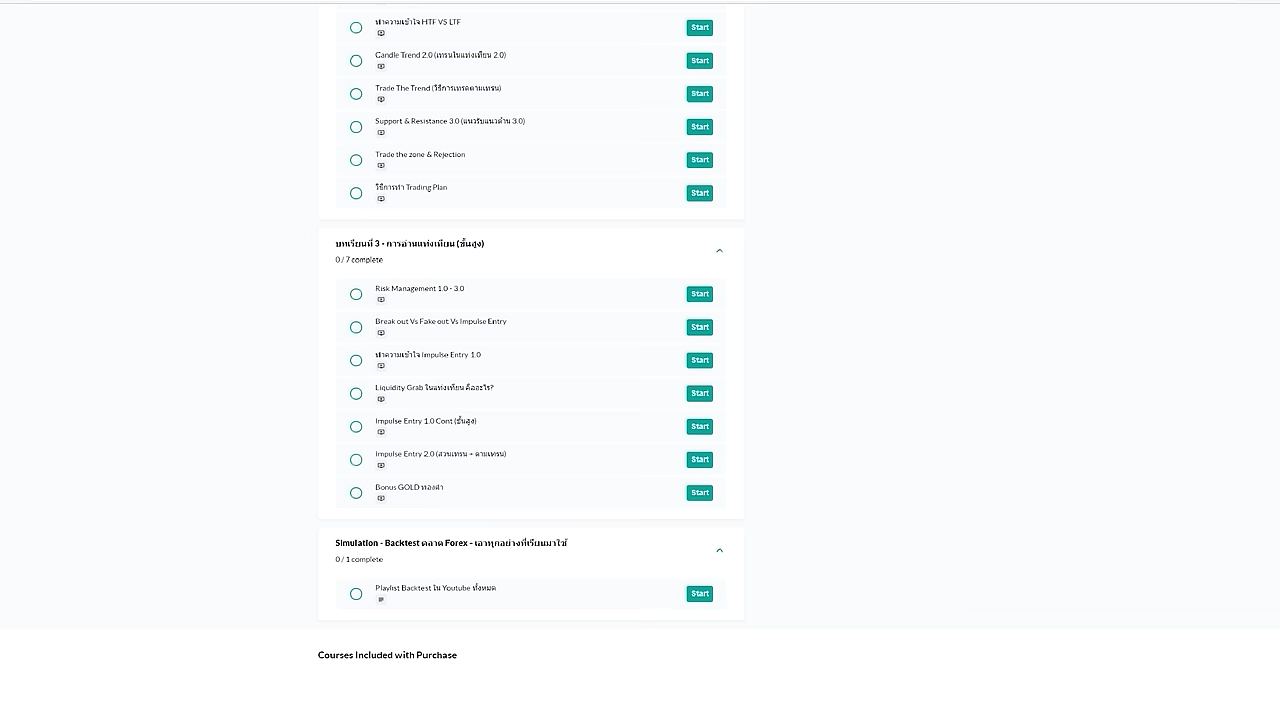 ทำความเข้าใจ HTF VS LTF
Start
Candle Trend 2.0 (เทรนในแท่งเทียน 2.0)
Start
Trade The Trend (วิธีการเทรดตามเทรน)
Start
Support & Resistance 3.0 (แนวรับแนวต้าน 3.0)
Start
Trade the zone & Rejection
Start
วิธีการทำ Trading Plan
Start
บทเรียนที่ 3 - การอ่านแท่งเทียน (ขั้นสูง)
0 / 7 complete
Risk Management 1.0 - 3.0
Start
Break out Vs Fake out Vs Impulse Entry
Start
ทำความเข้าใจ Impulse Entry 1.0
Start
Liquidity Grab ในแท่งเทียน คืออะไร?
Start
Impulse Entry 1.0 Cont (ขั้นสูง)
Start
Impulse Entry 2.0 (สวนเทรน + ตามเทรน)
Start
Bonus GOLD ทองคำ
Start
Simulation - Backtest ตลาด Forex - เอาทุกอย่างที่เรียนมาใช้
0 / 1 complete
Playlist Backtest ใน Youtube ทั้งหมด
Start
Courses Included with Purchase